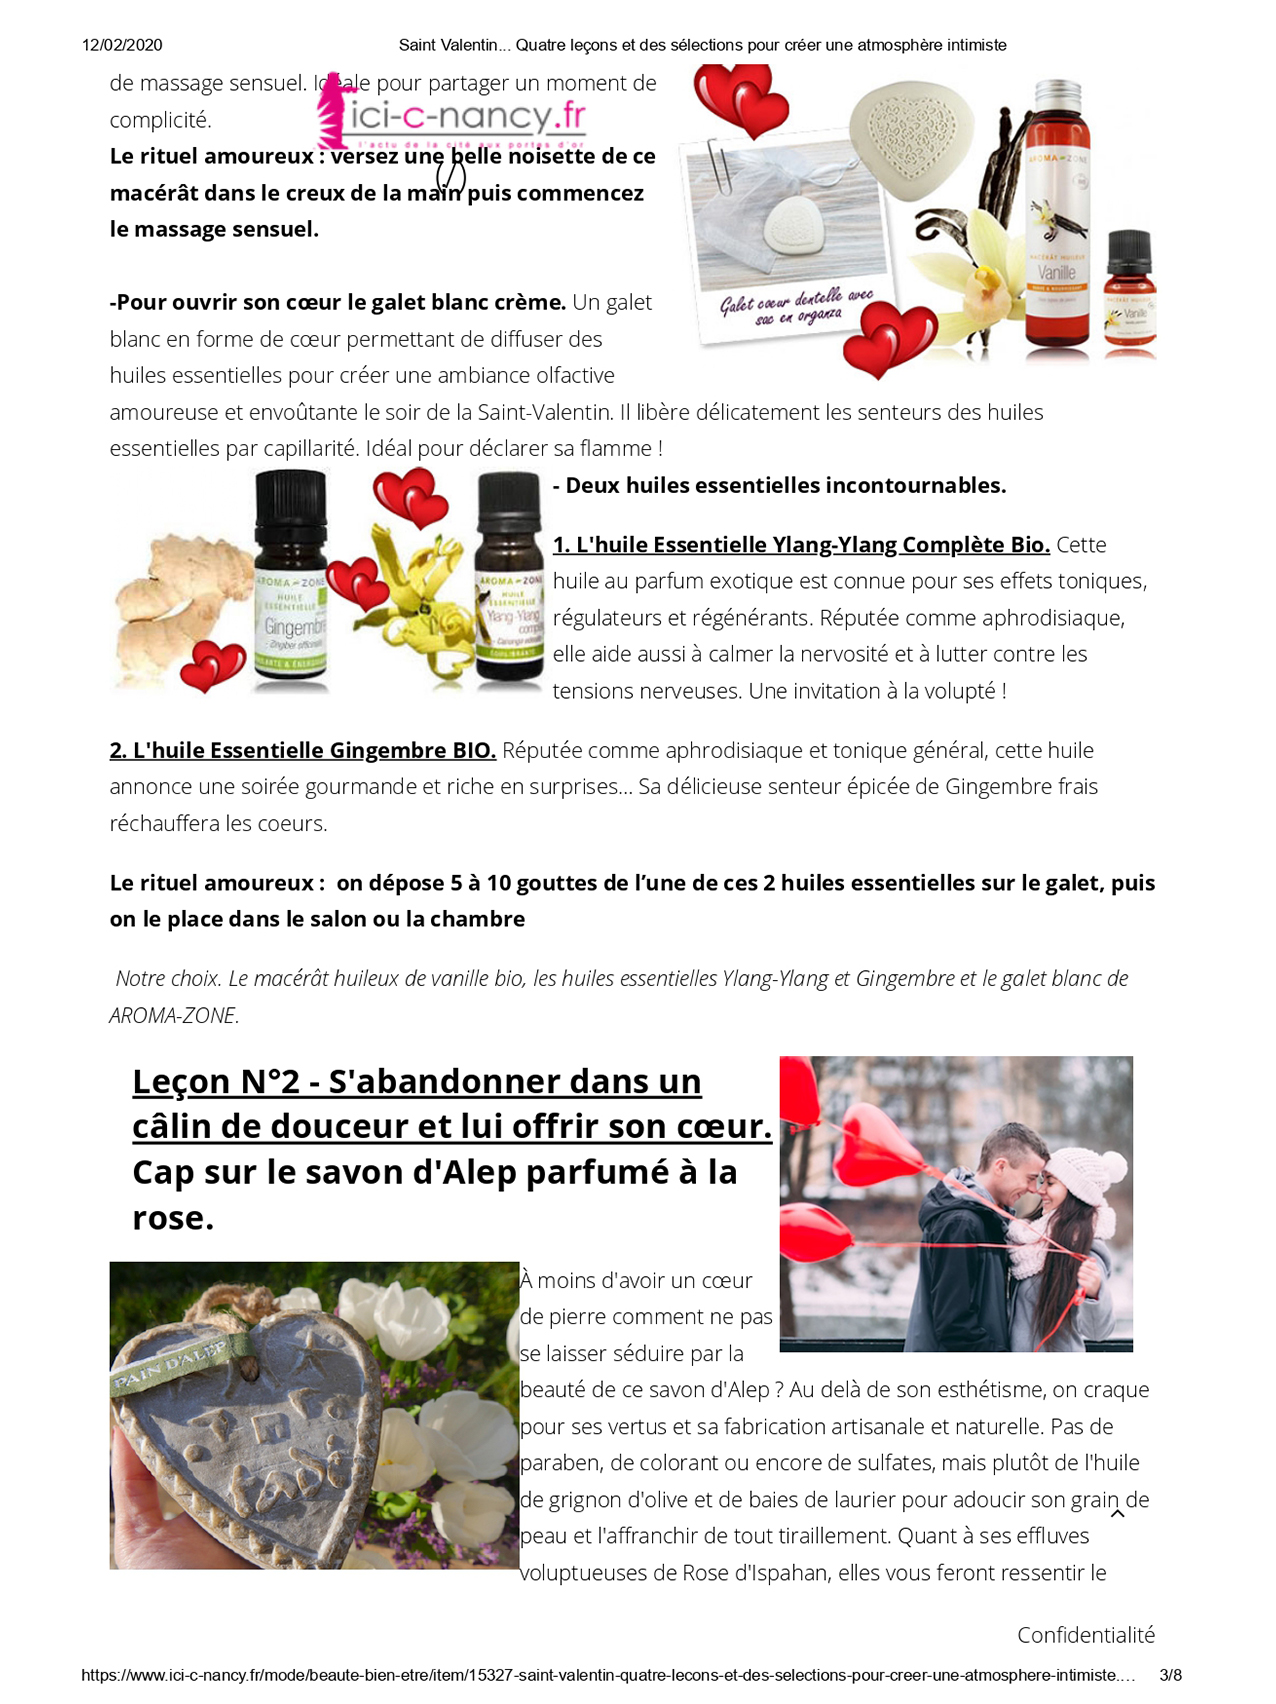 12/02/2020
Saint Valentin... Quatre leçons et des sélections pour créer une atmosphère intimiste
de massage sensuel. Idéale pour partager un moment de
complicité.
ici-c-nancy.fr
l'actu de la cité aux portes d'or
Le rituel amoureux : versez une belle noisette de ce
(/)
macérât dans le creux de la main puis commencez
le massage sensuel.
AROMA-ZONE
MACÉRÂT HUILEUX
Vanille
Galet cœur dentelle avec
sac en organza
MACÉRÂT HUILEUX
Vanille
-Pour ouvrir son cœur le galet blanc crème. Un galet
blanc en forme de cœur permettant de diffuser des
huiles essentielles pour créer une ambiance olfactive
amoureuse et envoûtante le soir de la Saint-Valentin. Il libère délicatement les senteurs des huiles
essentielles par capillarité. Idéal pour déclarer sa flamme !
AROMA-ZONE
HUILE
ESSENTIELLE
Gingembre
AROMA-ZONE
HUILE
ESSENTIELLE
Ylang-Ylang
ÉQUILIBRANTE
- Deux huiles essentielles incontournables.
1. L'huile Essentielle Ylang-Ylang Complète Bio. Cette
huile au parfum exotique est connue pour ses effets toniques,
régulateurs et régénérants. Réputée comme aphrodisiaque,
elle aide aussi à calmer la nervosité et à lutter contre les
tensions nerveuses. Une invitation à la volupté !
2. L'huile Essentielle Gingembre BIO. Réputée comme aphrodisiaque et tonique général, cette huile
annonce une soirée gourmande et riche en surprises... Sa délicieuse senteur épicée de Gingembre frais
réchauffera les coeurs.
Le rituel amoureux :  on dépose 5 à 10 gouttes de l’une de ces 2 huiles essentielles sur le galet, puis
on le place dans le salon ou la chambre
Notre choix. Le macérât huileux de vanille bio, les huiles essentielles Ylang-Ylang et Gingembre et le galet blanc de
AROMA-ZONE.
Leçon N°2 - S'abandonner dans un
câlin de douceur et lui offrir son cœur.
Cap sur le savon d'Alep parfumé à la
rose.
PAIN D'ALEP
À moins d'avoir un cœur
de pierre comment ne pas
se laisser séduire par la
beauté de ce savon d'Alep ? Au delà de son esthétisme, on craque
pour ses vertus et sa fabrication artisanale et naturelle. Pas de
paraben, de colorant ou encore de sulfates, mais plutôt de l'huile
de grignon d'olive et de baies de laurier pour adoucir son grain de
peau et l'affranchir de tout tiraillement. Quant à ses effluves
voluptueuses de Rose d'Ispahan, elles vous feront ressentir le
Confidentialité
https://www.ici-c-nancy.fr/mode/beaute-bien-etre/item/15327-saint-valentin-quatre-lecons-et-des-selections-pour-creer-une-atmosphere-intimiste.…
3/8